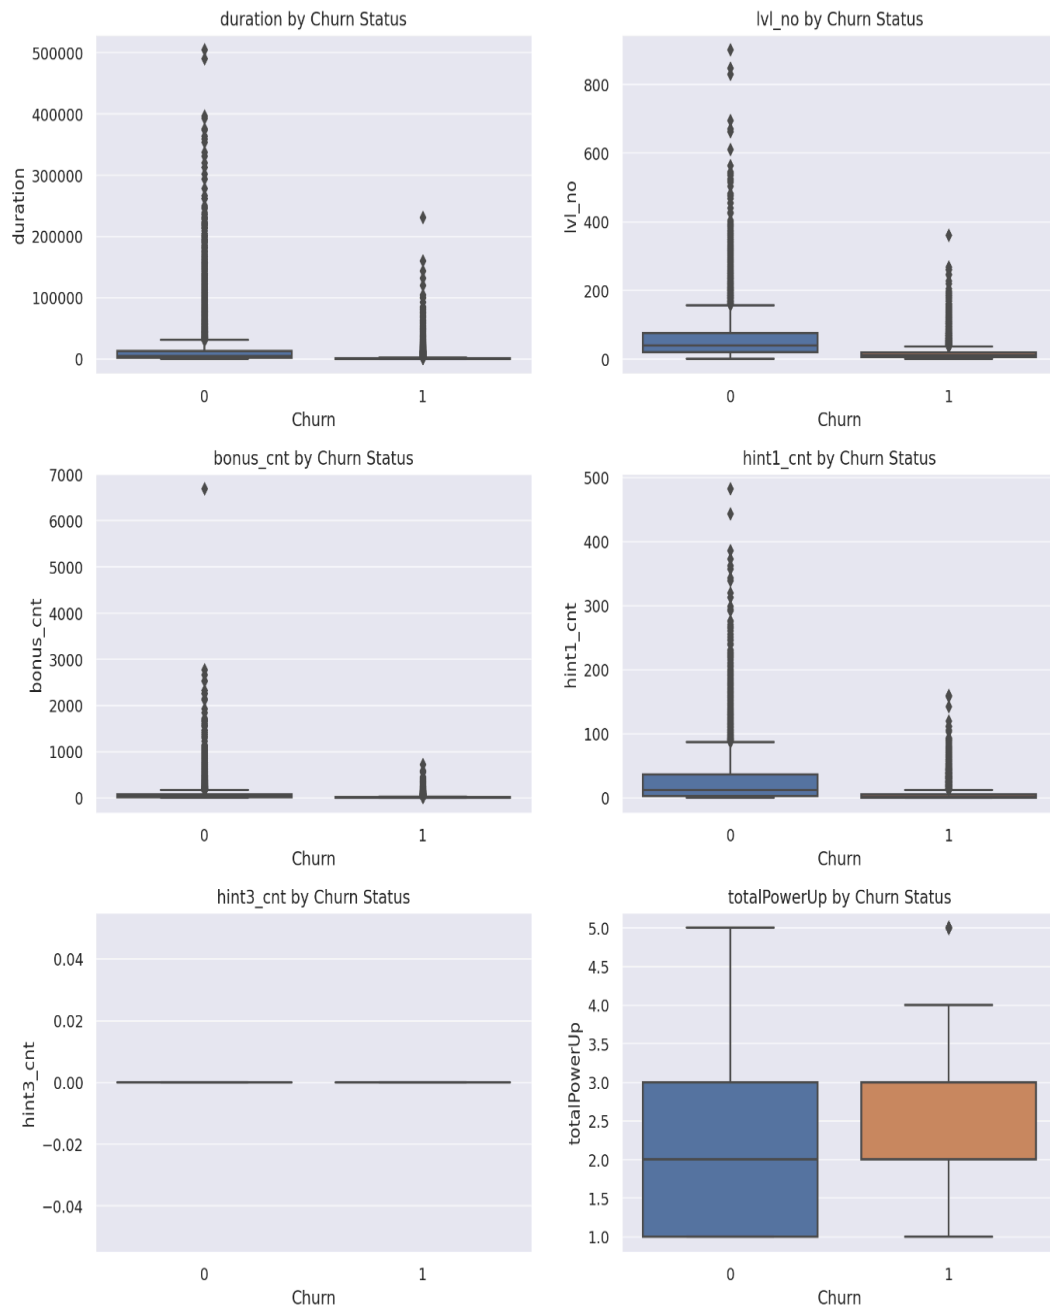 duration by Churn Status
500000
400000
300000
200000
100000
0
duration
0 1
Churn
lvl_no by Churn Status
800
600
400
200
0
lvl_no
0 1
Churn
bonus_cnt by Churn Status
7000
6000
5000
4000
3000
2000
1000
0
bonus_cnt
0 1
Churn
hint1_cnt by Churn Status
500
400
300
200
100
0
hint1_cnt
0 1
Churn
hint3_cnt by Churn Status
0.04
0.02
0.00
−0.02
−0.04
hint3_cnt
0 1
Churn
totalPowerUp by Churn Status
5.0
4.5
4.0
3.5
3.0
2.5
2.0
1.5
1.0
totalPowerUp
0 1
Churn